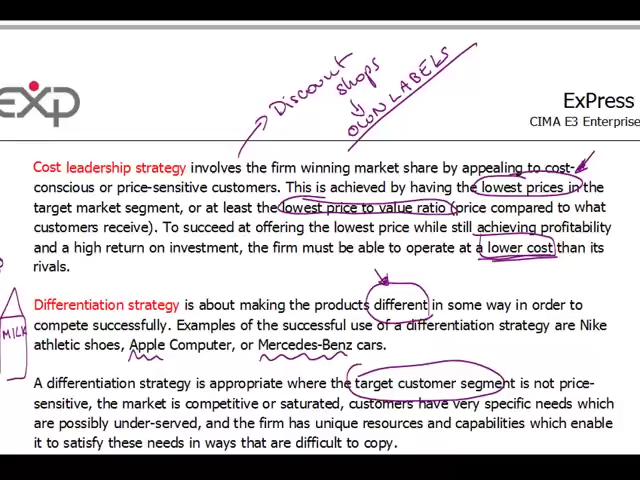 Discount
shops
OWN LABELS
exp
ExPress
CIMA E3 Enterprise
Cost leadership strategy involves the firm winning market share by appealing to cost-
conscious or price-sensitive customers. This is achieved by having the lowest prices in the
target market segment, or at least the lowest price to value ratio (price compared to what
customers receive). To succeed at offering the lowest price while still achieving profitability
and a high return on investment, the firm must be able to operate at a lower cost than its
rivals.
Differentiation strategy is about making the products different in some way in order to
compete successfully. Examples of the successful use of a differentiation strategy are Nike
athletic shoes, Apple Computer, or Mercedes-Benz cars.
MILK
A differentiation strategy is appropriate where the target customer segment is not price-
sensitive, the market is competitive or saturated, customers have very specific needs which
are possibly under-served, and the firm has unique resources and capabilities which enable
it to satisfy these needs in ways that are difficult to copy.